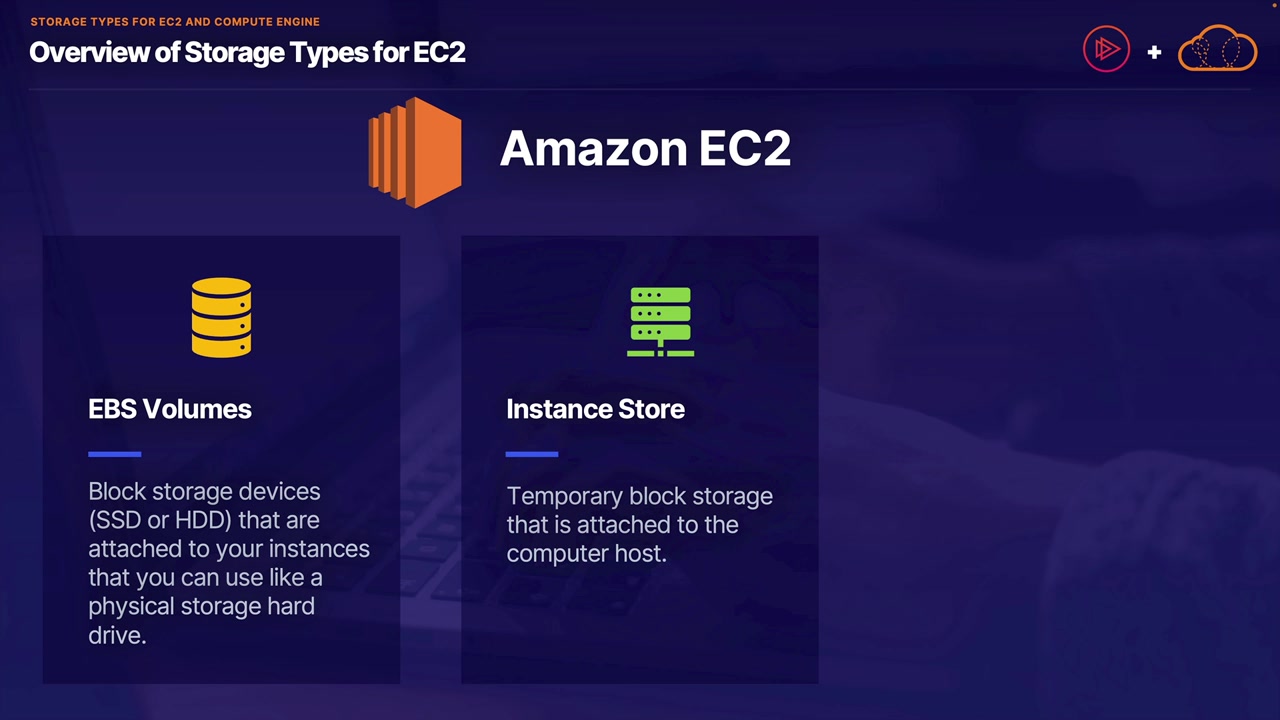 STORAGE TYPES FOR EC2 AND COMPUTE ENGINE
Overview of Storage Types for EC2
+
Amazon EC2
EBS Volumes
Block storage devices
(SSD or HDD) that are
attached to your instances
that you can use like a
physical storage hard
drive.
Instance Store
Temporary block storage
that is attached to the
computer host.